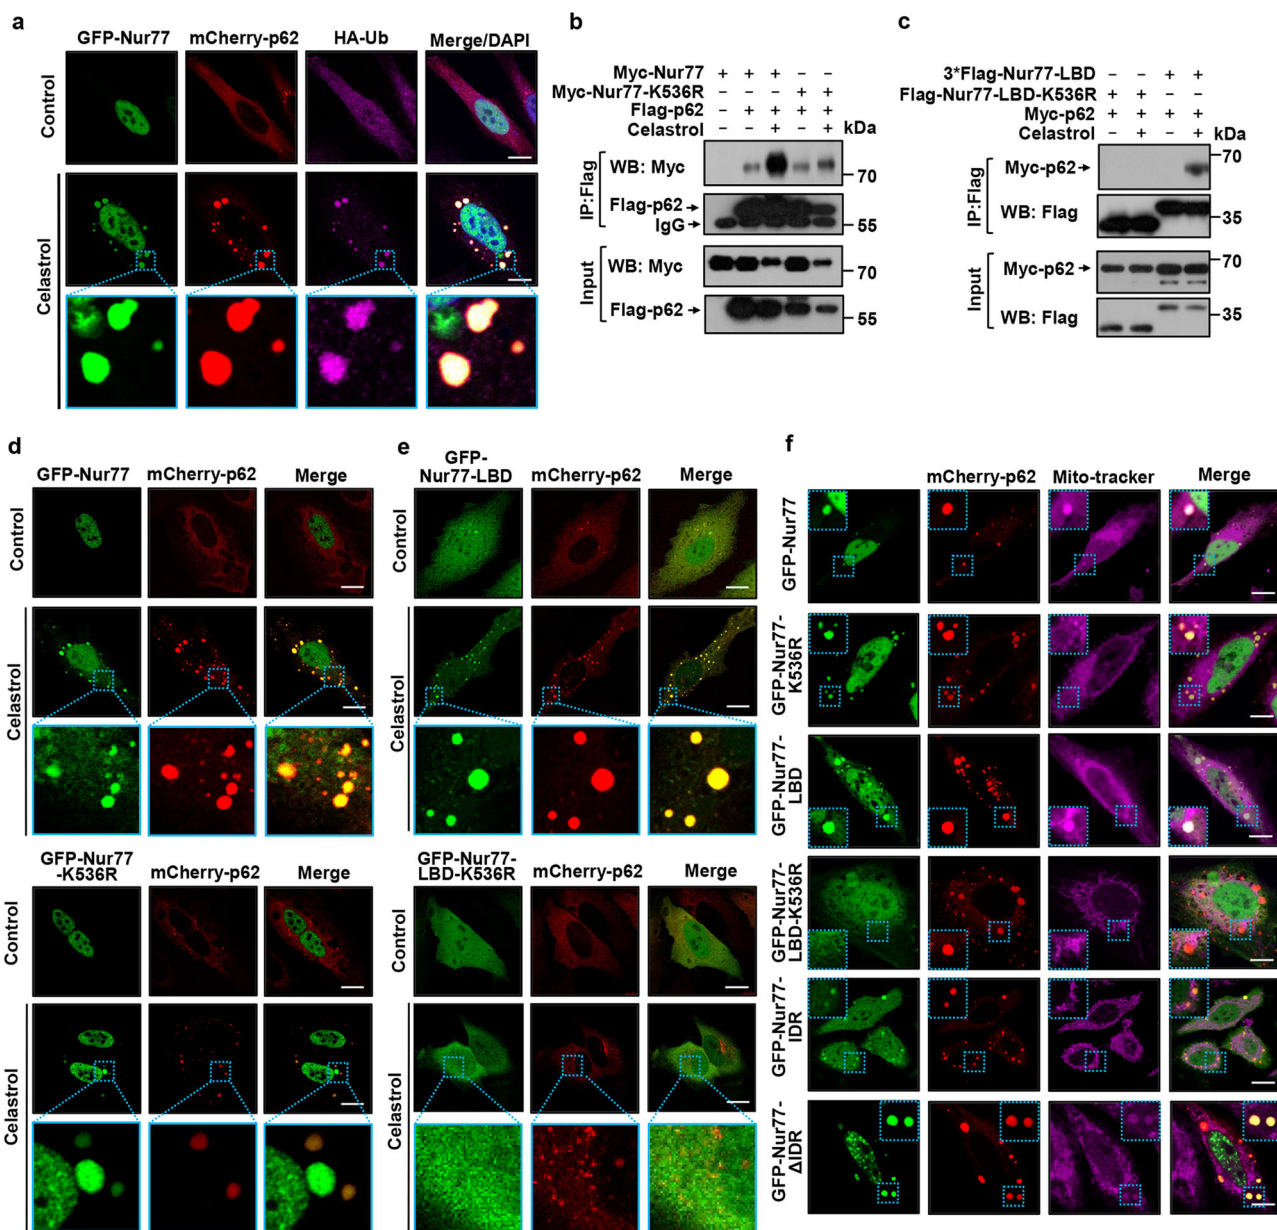 a
GFP-Nur77 mCherry-p62 HA-Ub Merge/DAPI
Control
Celastrol
b
Myc-Nur77 – + + – –
Myc-Nur77-K536R – – – + +
Flag-p62 – + + + +
Celastrol – – + – + kDa
IP:Flag
WB: Myc
70
Flag-p62
IgG
55
Input
WB: Myc
70
Flag-p62
55
c
3*Flag-Nur77-LBD – – + +
Flag-Nur77-LBD-K536R + + – –
Myc-p62 + + + +
Celastrol – + – + kDa
IP:Flag
Myc-p62
70
WB: Flag
35
Input
Myc-p62
70
WB: Flag
35
d
GFP-Nur77 mCherry-p62 Merge
Control
Celastrol
GFP-Nur77
-K536R mCherry-p62 Merge
Control
Celastrol
e
GFP-
Nur77-LBD mCherry-p62 Merge
Control
Celastrol
GFP-Nur77-
LBD-K536R mCherry-p62 Merge
Control
Celastrol
f
mCherry-p62 Mito-tracker Merge
GFP-Nur77
GFP-Nur77-
K536R
GFP-Nur77-
LBD
GFP-Nur77-
LBD-K536R
GFP-Nur77-
IDR
GFP-Nur77-
ΔIDR